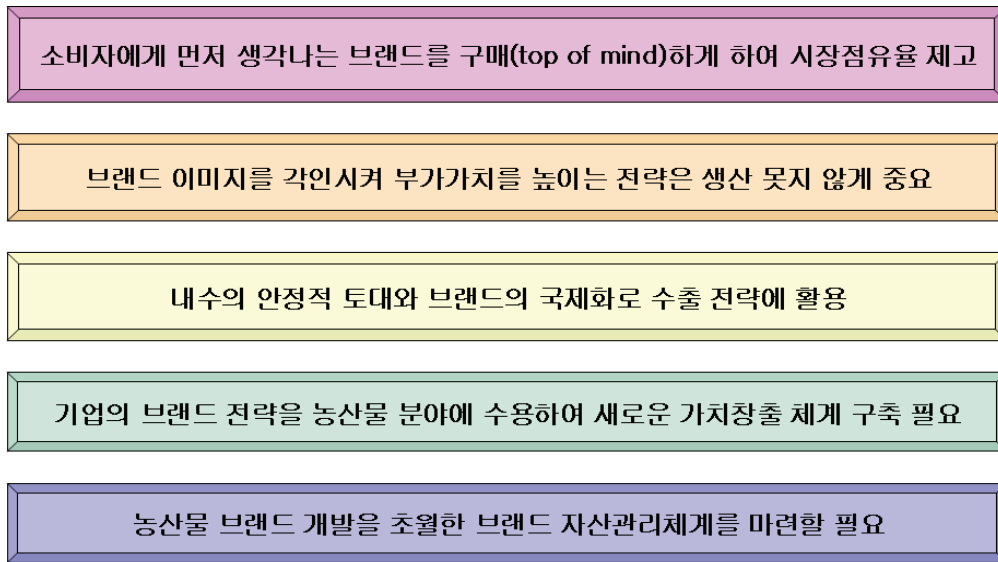 소비자에게 먼저 생각나는 브랜드를 구매(top of mind)하게 하여 시장점유율 제고
브랜드 이미지를 각인시켜 부가가치를 높이는 전략은 생산 못지 않게 중요
내수의 안정적 토대와 브랜드의 국제화로 수출 전략에 활용
기업의 브랜드 전략을 농산물 분야에 수용하여 새로운 가치창출 체계 구축 필요
농산물 브랜드 개발을 초월한 브랜드 자산관리체계를 마련할 필요